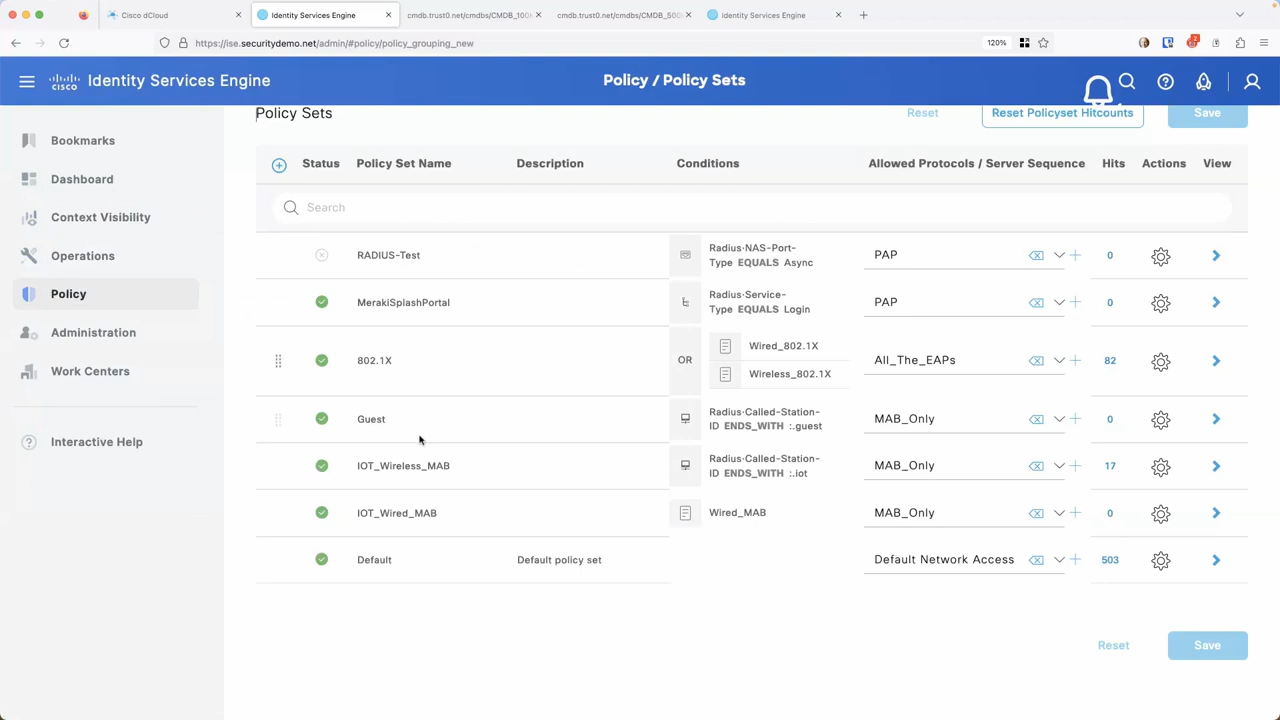 Cisco dCloud
Identity Services Engine
cmdb.trust0.net/cmdbs/CMDB_100
cmdb.trust0.net/cmdbs/CMDB_500
Identity Services Engine
https://ise.securitydemo.net/admin/#policy/policy_grouping_new
120%
2
CISCO
Identity Services Engine
Policy / Policy Sets
Bookmarks
Dashboard
Context Visibility
Operations
Policy
Administration
Work Centers
Interactive Help
Policy Sets
Reset
Reset Policyset Hitcounts
Save
Status
Policy Set Name
Description
Conditions
Allowed Protocols / Server Sequence
Hits
Actions
View
Search
RADIUS-Test
Radius·NAS-Port-
Type EQUALS Async
PAP
0
MerakiSplashPortal
Radius·Service-
Type EQUALS Login
PAP
0
802.1X
OR
Wired_802.1X
Wireless_802.1X
All_The_EAPs
82
Guest
Radius·Called-Station-
ID ENDS_WITH :.guest
MAB_Only
0
IOT_Wireless_MAB
Radius·Called-Station-
ID ENDS_WITH :.iot
MAB_Only
17
IOT_Wired_MAB
Wired_MAB
MAB_Only
0
Default
Default policy set
Default Network Access
503
Reset
Save